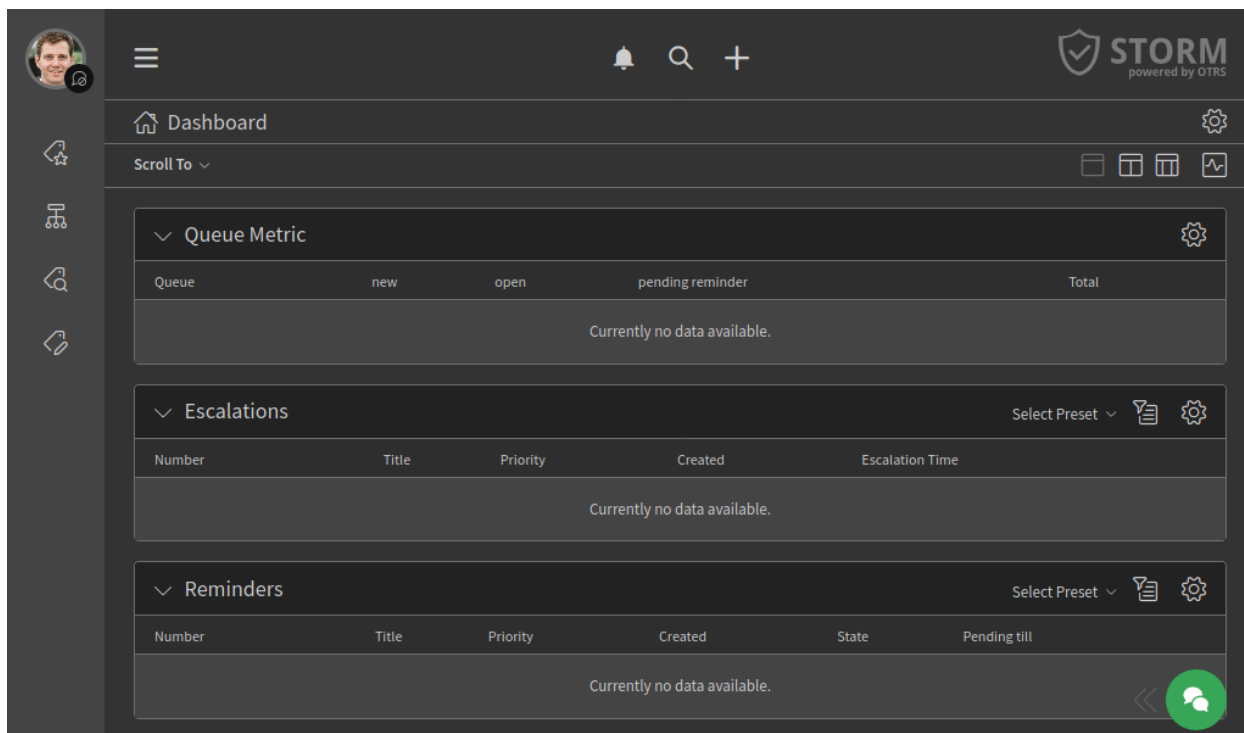 STORM
powered by OTRS
Dashboard
Scroll To
Queue Metric
Queue new open pending reminder Total
Currently no data available.
Escalations Select Preset
Number Title Priority Created Escalation Time
Currently no data available.
Reminders Select Preset
Number Title Priority Created State Pending till
Currently no data available.